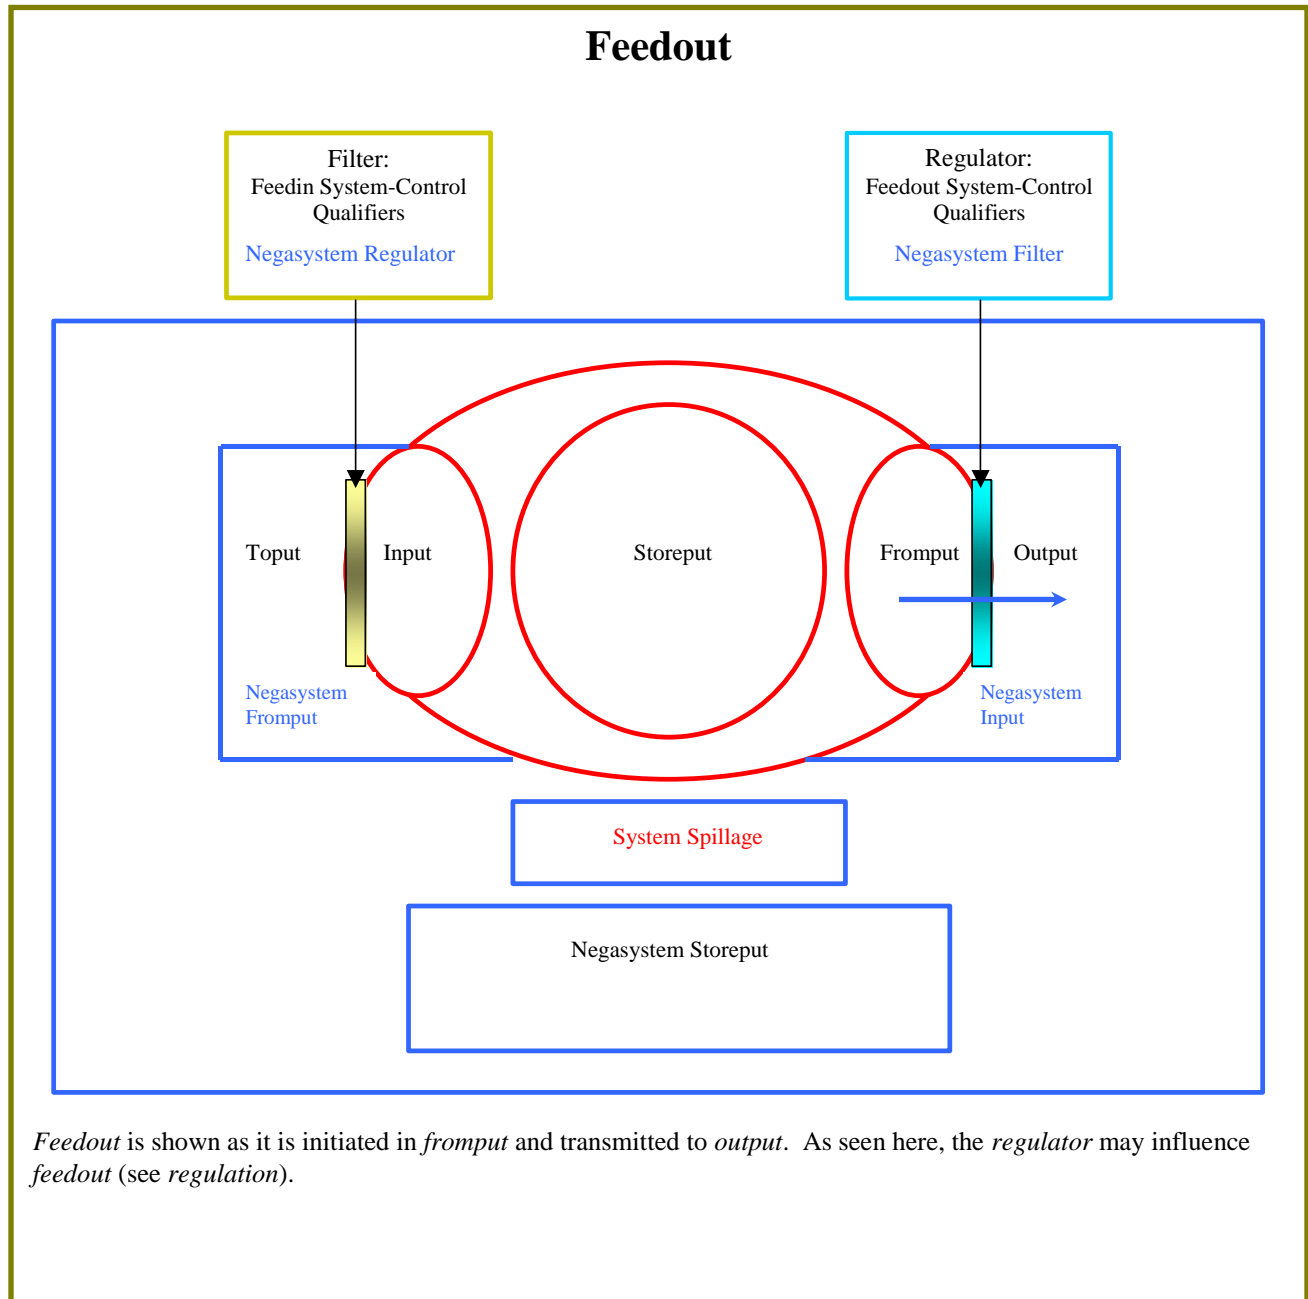 Feedout
Filter:
Feedin System-Control
Qualifiers
Negasystem Regulator
Regulator:
Feedout System-Control
Qualifiers
Negasystem Filter
Toput
Input
Storeput
Fromput
Output
Negasystem
Fromput
Negasystem
Input
System Spillage
Negasystem Storeput
Feedout is shown as it is initiated in fromput and transmitted to output. As seen here, the regulator may influence
feedout (see regulation).